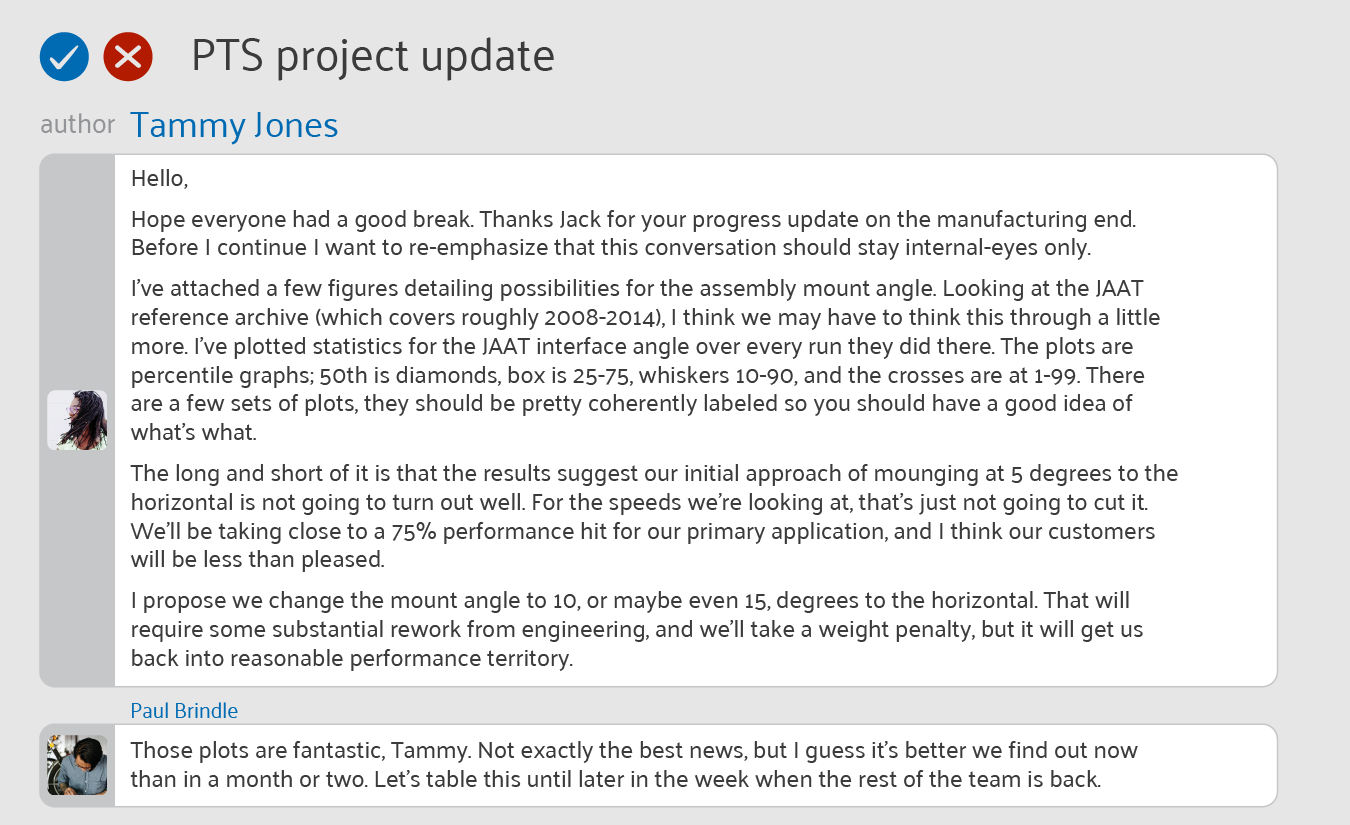 PTS project update
author Tammy Jones
Hello,
Hope everyone had a good break. Thanks Jack for your progress update on the manufacturing end.
Before I continue I want to re-emphasize that this conversation should stay internal-eyes only.
I've attached a few figures detailing possibilities for the assembly mount angle. Looking at the JAAT
reference archive (which covers roughly 2008-2014), I think we may have to think this through a little
more. I've plotted statistics for the JAAT interface angle over every run they did there. The plots are
percentile graphs; 50th is diamonds, box is 25-75, whiskers 10-90, and the crosses are at 1-99. There
are a few sets of plots, they should be pretty coherently labeled so you should have a good idea of
what's what.
The long and short of it is that the results suggest our initial approach of mounging at 5 degrees to the
horizontal is not going to turn out well. For the speeds we're looking at, that's just not going to cut it.
We'll be taking close to a 75% performance hit for our primary application, and I think our customers
will be less than pleased.
I propose we change the mount angle to 10, or maybe even 15, degrees to the horizontal. That will
require some substantial rework from engineering, and we'll take a weight penalty, but it will get us
back into reasonable performance territory.
Paul Brindle
Those plots are fantastic, Tammy. Not exactly the best news, but I guess it's better we find out now
than in a month or two. Let's table this until later in the week when the rest of the team is back.